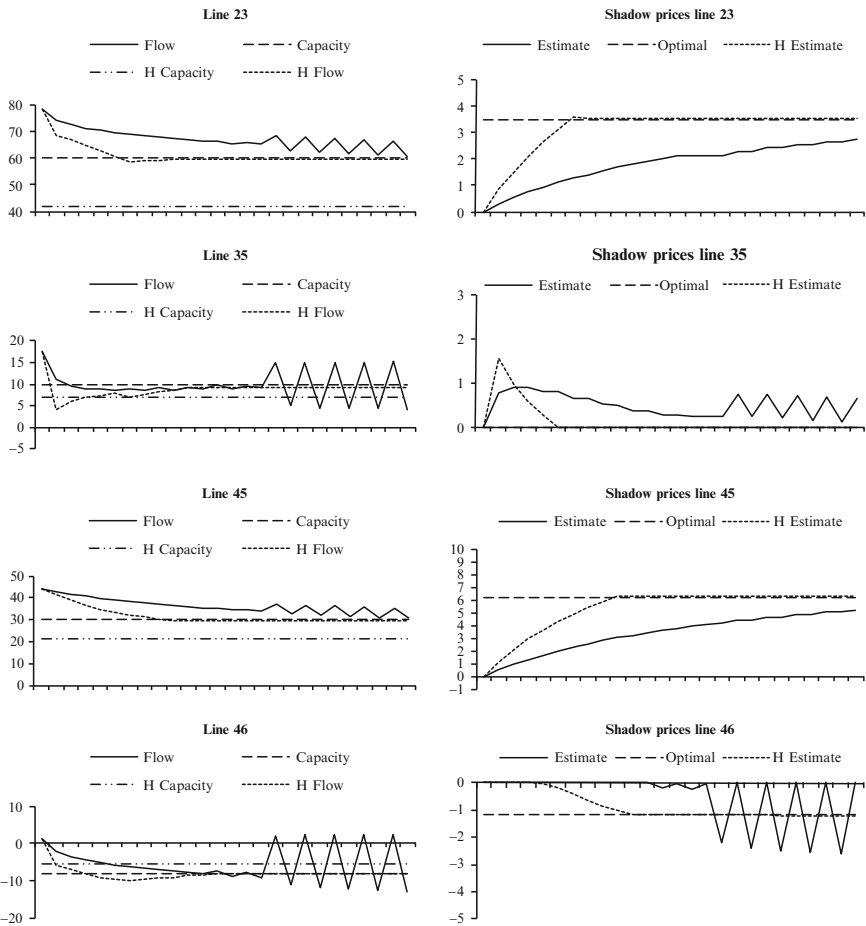 Line 23
Flow
Capacity
H Capacity
H Flow
80
70
60
50
40
Shadow prices line 23
Estimate
Optimal
H Estimate
5
4
3
2
1
0
Line 35
Flow
Capacity
H Capacity
H Flow
20
15
10
5
0
–5
Shadow prices line 35
Estimate
Optimal
H Estimate
3
2
1
0
Line 45
Flow
Capacity
H Capacity
H Flow
50
40
30
20
10
0
Shadow prices line 45
Estimate
Optimal
H Estimate
10
9
8
7
6
5
4
3
2
1
0
–1
Line 46
Flow
Capacity
H Capacity
H Flow
10
0
–10
–20
Shadow prices line 46
Estimate
Optimal
H Estimate
0
–1
–2
–3
–4
–5